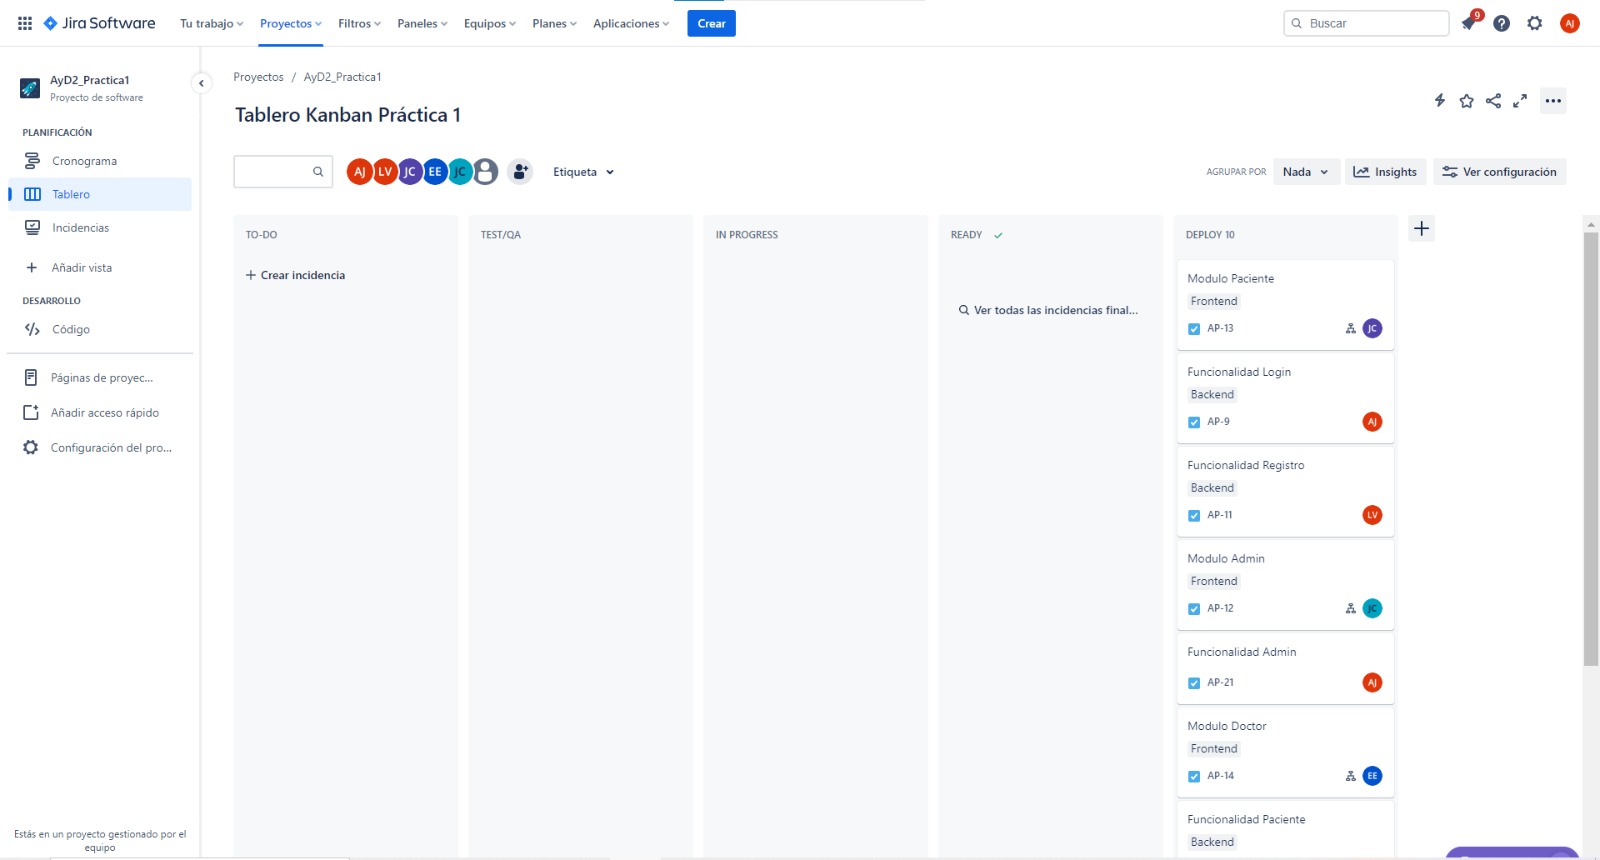 Jira Software
Tu trabajo
Proyectos
Filtros
Paneles
Equipos
Planes
Aplicaciones
Crear
Buscar
9
AJ
AyD2_Practica1
Proyecto de software
PLANIFICACIÓN
Cronograma
Tablero
Incidencias
Añadir vista
DESARROLLO
Código
Páginas de proyec...
Añadir acceso rápido
Configuración del pro...
Estás en un proyecto gestionado por el
equipo
Proyectos / AyD2_Practica1
Tablero Kanban Práctica 1
AJ LV JC EE JC
Etiqueta
AGRUPAR POR
Nada
Insights
Ver configuración
TO-DO
Crear incidencia
TEST/QA
IN PROGRESS
READY
Ver todas las incidencias final...
DEPLOY 10
Modulo Paciente
Frontend
AP-13 JC
Funcionalidad Login
Backend
AP-9 AJ
Funcionalidad Registro
Backend
AP-11 LV
Modulo Admin
Frontend
AP-12 JC
Funcionalidad Admin
AP-21 AJ
Modulo Doctor
Frontend
AP-14 EE
Funcionalidad Paciente
Backend